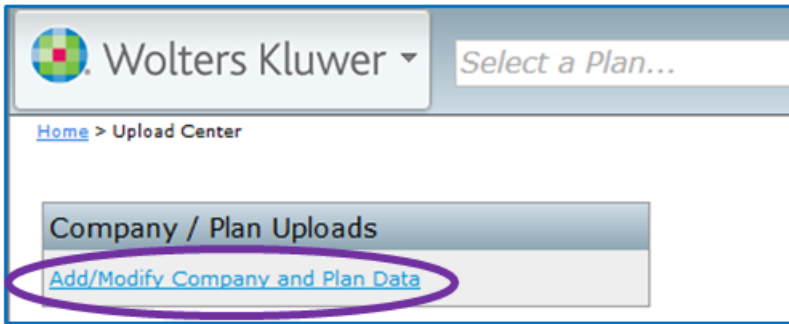 Wolters Kluwer
Select a Plan...
Home > Upload Center
Company / Plan Uploads
Add/Modify Company and Plan Data